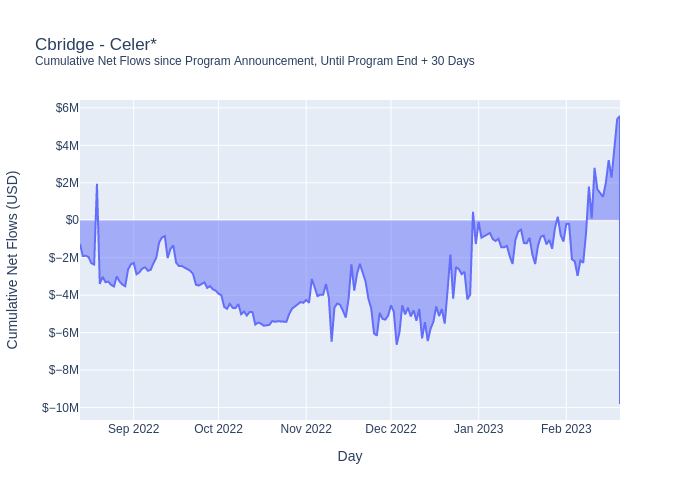 Cbridge - Celer*
Cumulative Net Flows since Program Announcement, Until Program End + 30 Days
Cumulative Net Flows (USD)
$6M
$4M
$2M
$0
$−2M
$−4M
$−6M
$−8M
$−10M
Sep 2022
Oct 2022
Nov 2022
Dec 2022
Jan 2023
Feb 2023
Day